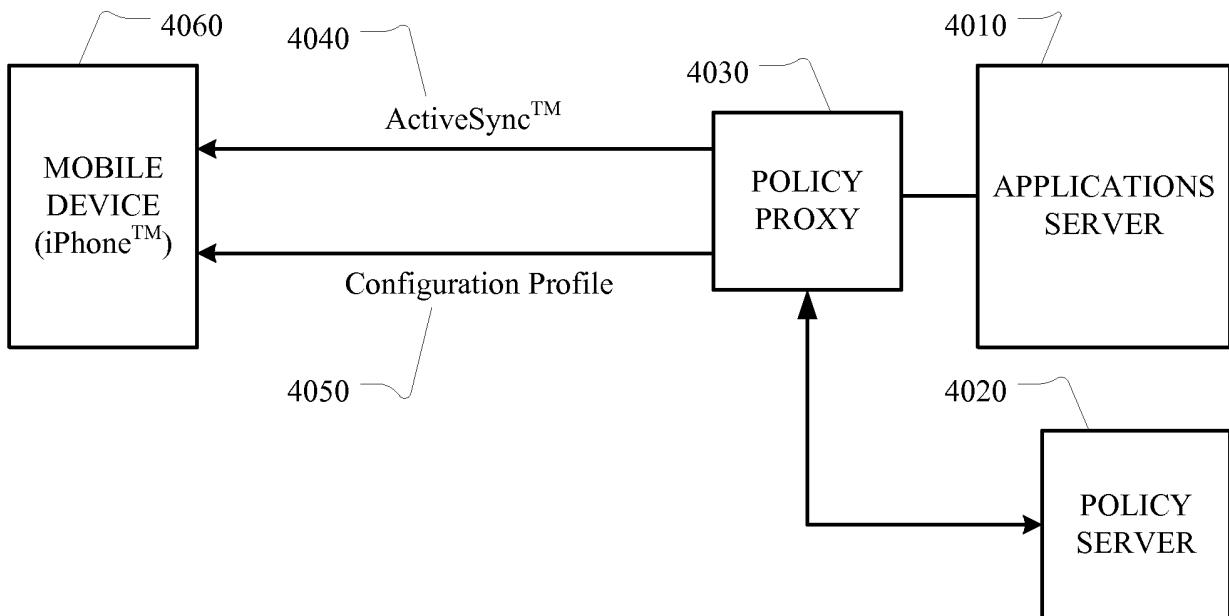 4060
4040
4010
4030
ActiveSync™
MOBILE
DEVICE
(iPhone™)
POLICY
PROXY
APPLICATIONS
SERVER
Configuration Profile
4050
4020
POLICY
SERVER